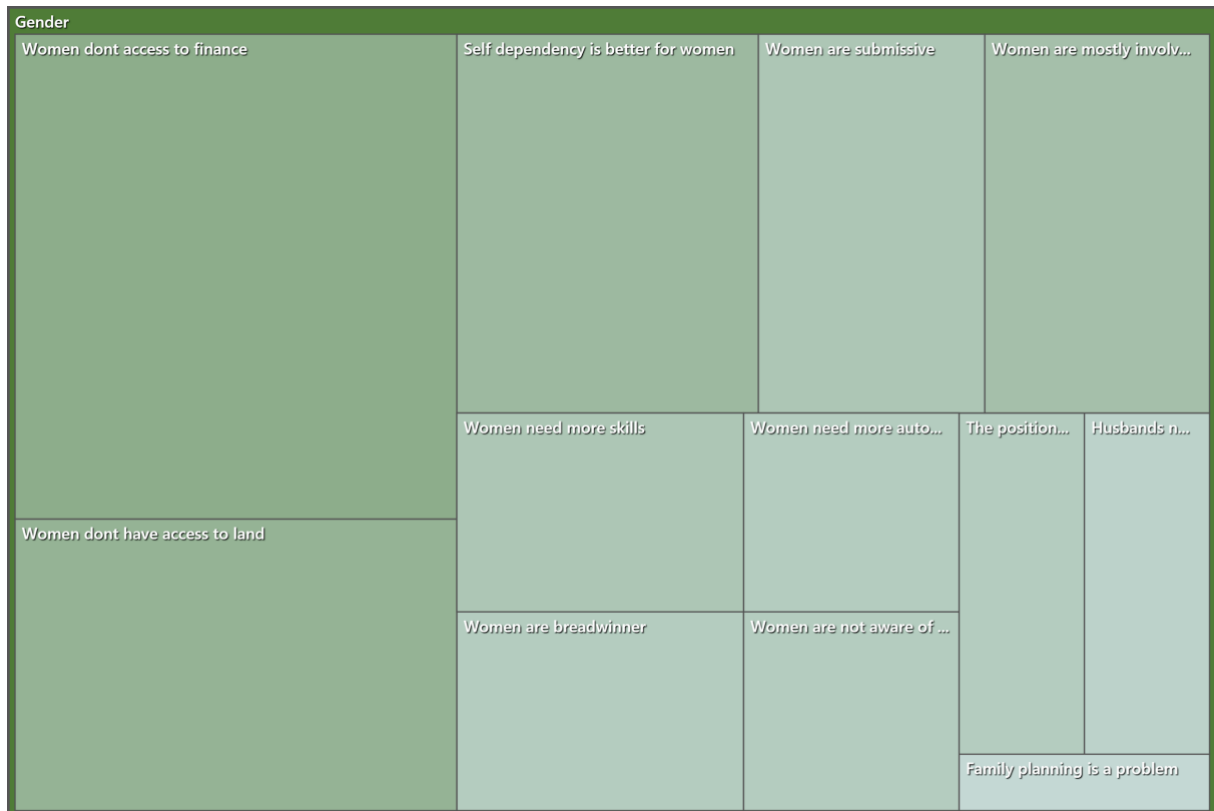 Gender
Women dont access to finance
Self dependency is better for women
Women are submissive
Women are mostly involv...
Women need more skills
Women need more auto...
The position...
Husbands n...
Women dont have access to land
Women are breadwinner
Women are not aware of ...
Family planning is a problem